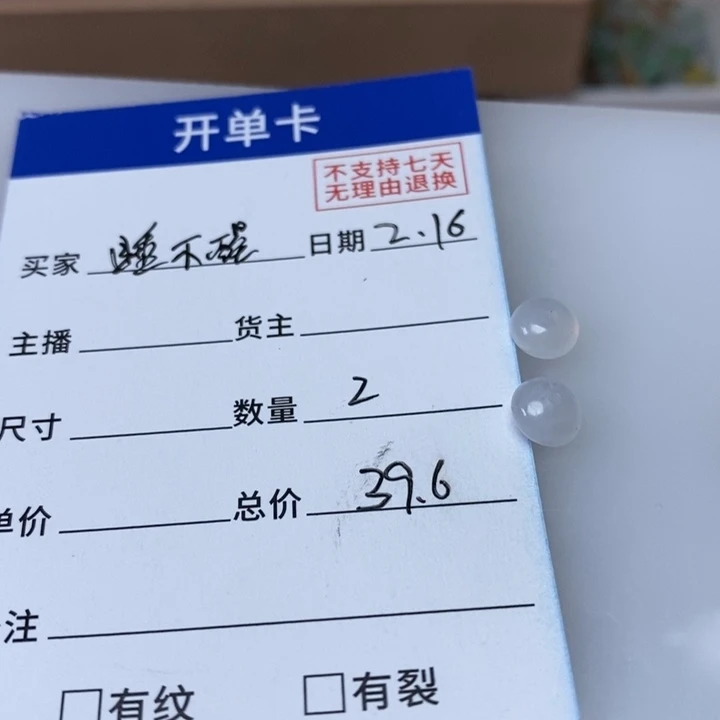 开单卡
不支持七天
无理由退换
买家 日期 2.16
主播 货主
尺寸 数量 2
单价 总价 39.6
注
有纹 有裂